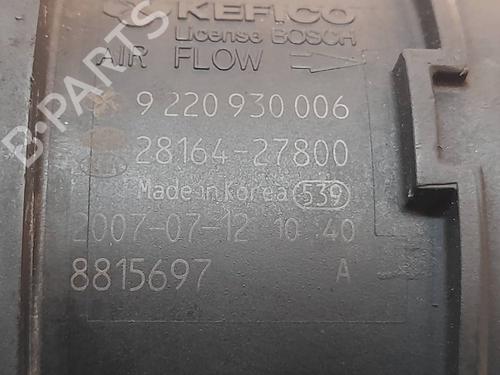 KEFICO
License BOSCH
AIR FLOW
9 220 930 006
28164-27800
Made in Korea 539
2007-07-12 10:40
8815697 A
B-PARTS